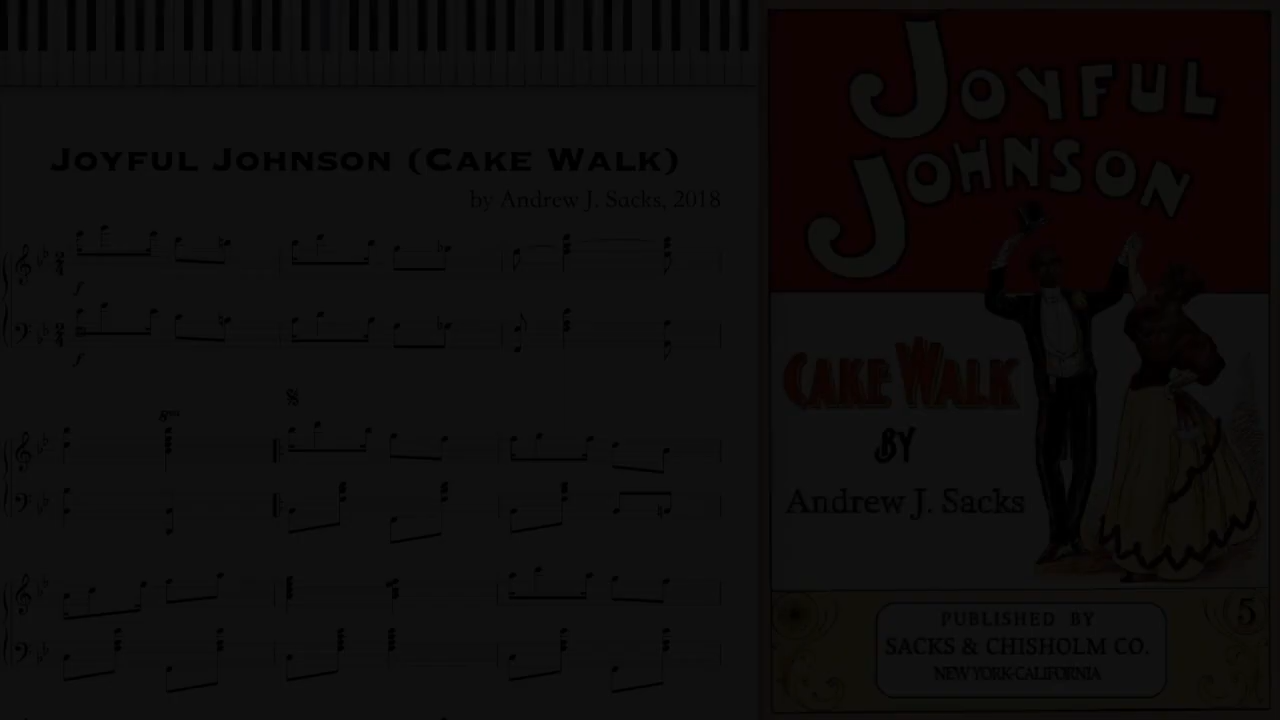 Joyful Johnson (Cake Walk)
by Andrew J. Sacks, 2018
f
f
8va
JOYFUL
JOHNSON
CAKE WALK
BY
Andrew J. Sacks
PUBLISHED BY
SACKS & CHISHOLM CO.
NEW YORK-CALIFORNIA
5